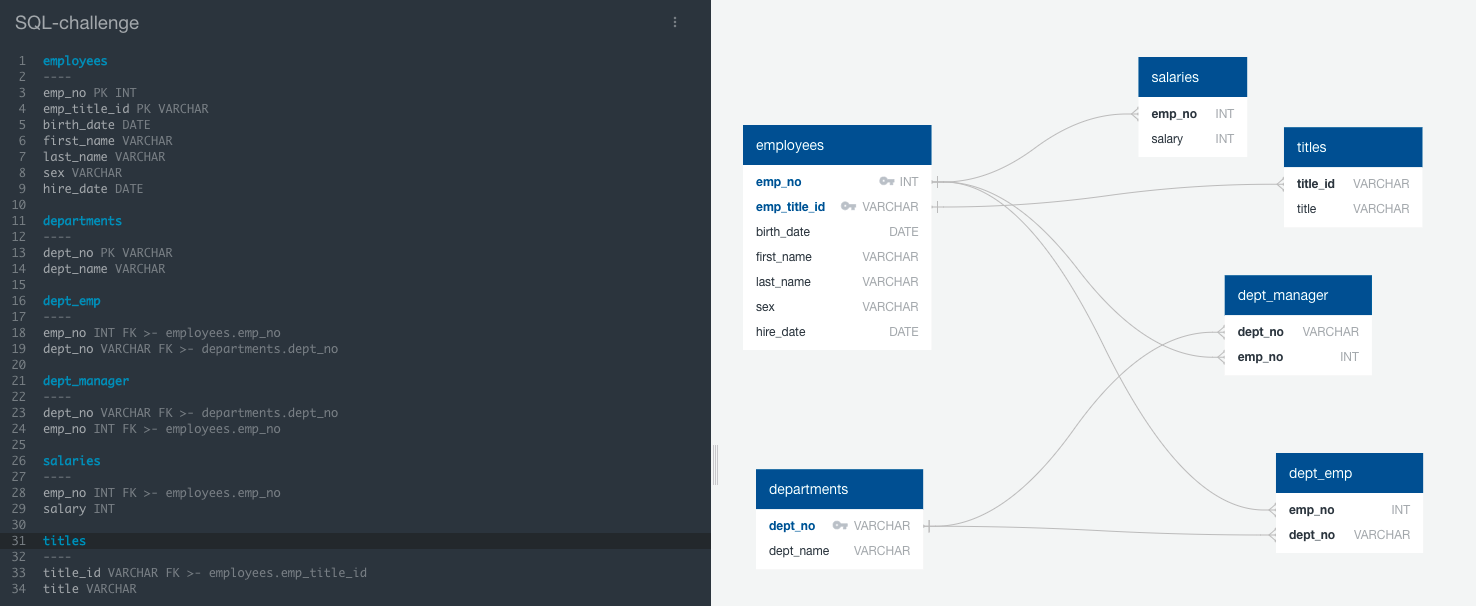 SQL-challenge
1 employees
2 ----
3 emp_no PK INT
4 emp_title_id PK VARCHAR
5 birth_date DATE
6 first_name VARCHAR
7 last_name VARCHAR
8 sex VARCHAR
9 hire_date DATE
10
11 departments
12 ----
13 dept_no PK VARCHAR
14 dept_name VARCHAR
15
16 dept_emp
17 ----
18 emp_no INT FK >- employees.emp_no
19 dept_no VARCHAR FK >- departments.dept_no
20
21 dept_manager
22 ----
23 dept_no VARCHAR FK >- departments.dept_no
24 emp_no INT FK >- employees.emp_no
25
26 salaries
27 ----
28 emp_no INT FK >- employees.emp_no
29 salary INT
30
31 titles
32 ----
33 title_id VARCHAR FK >- employees.emp_title_id
34 title VARCHAR
employees
emp_no INT
emp_title_id VARCHAR
birth_date DATE
first_name VARCHAR
last_name VARCHAR
sex VARCHAR
hire_date DATE
salaries
emp_no INT
salary INT
titles
title_id VARCHAR
title VARCHAR
dept_manager
dept_no VARCHAR
emp_no INT
departments
dept_no VARCHAR
dept_name VARCHAR
dept_emp
emp_no INT
dept_no VARCHAR